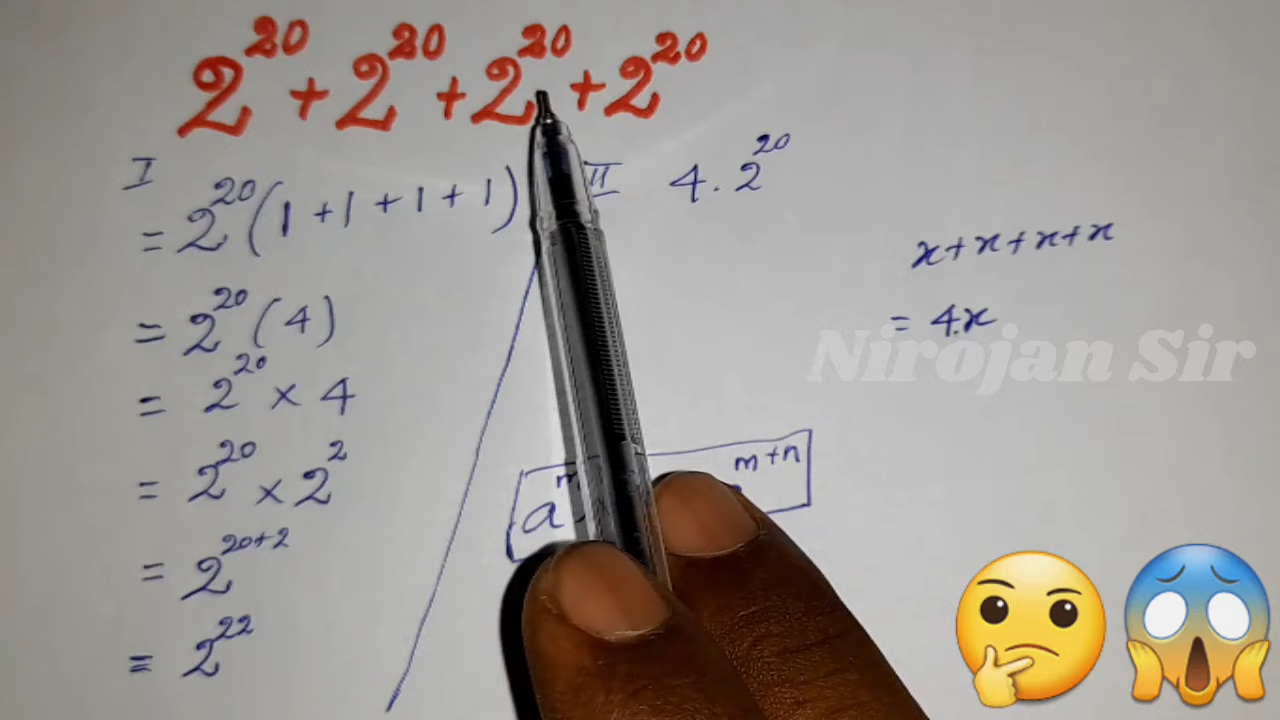 2^20 + 2^20 + 2^20 + 2^20
I
= 2^20 (1 + 1 + 1 + 1)
= 2^20 (4)
= 2^20 × 4
= 2^20 × 2^2
= 2^(20+2)
= 2^22
II 4 . 2^20
a^m × m+n
x + x + x + x
= 4.x
Nirojan Sir